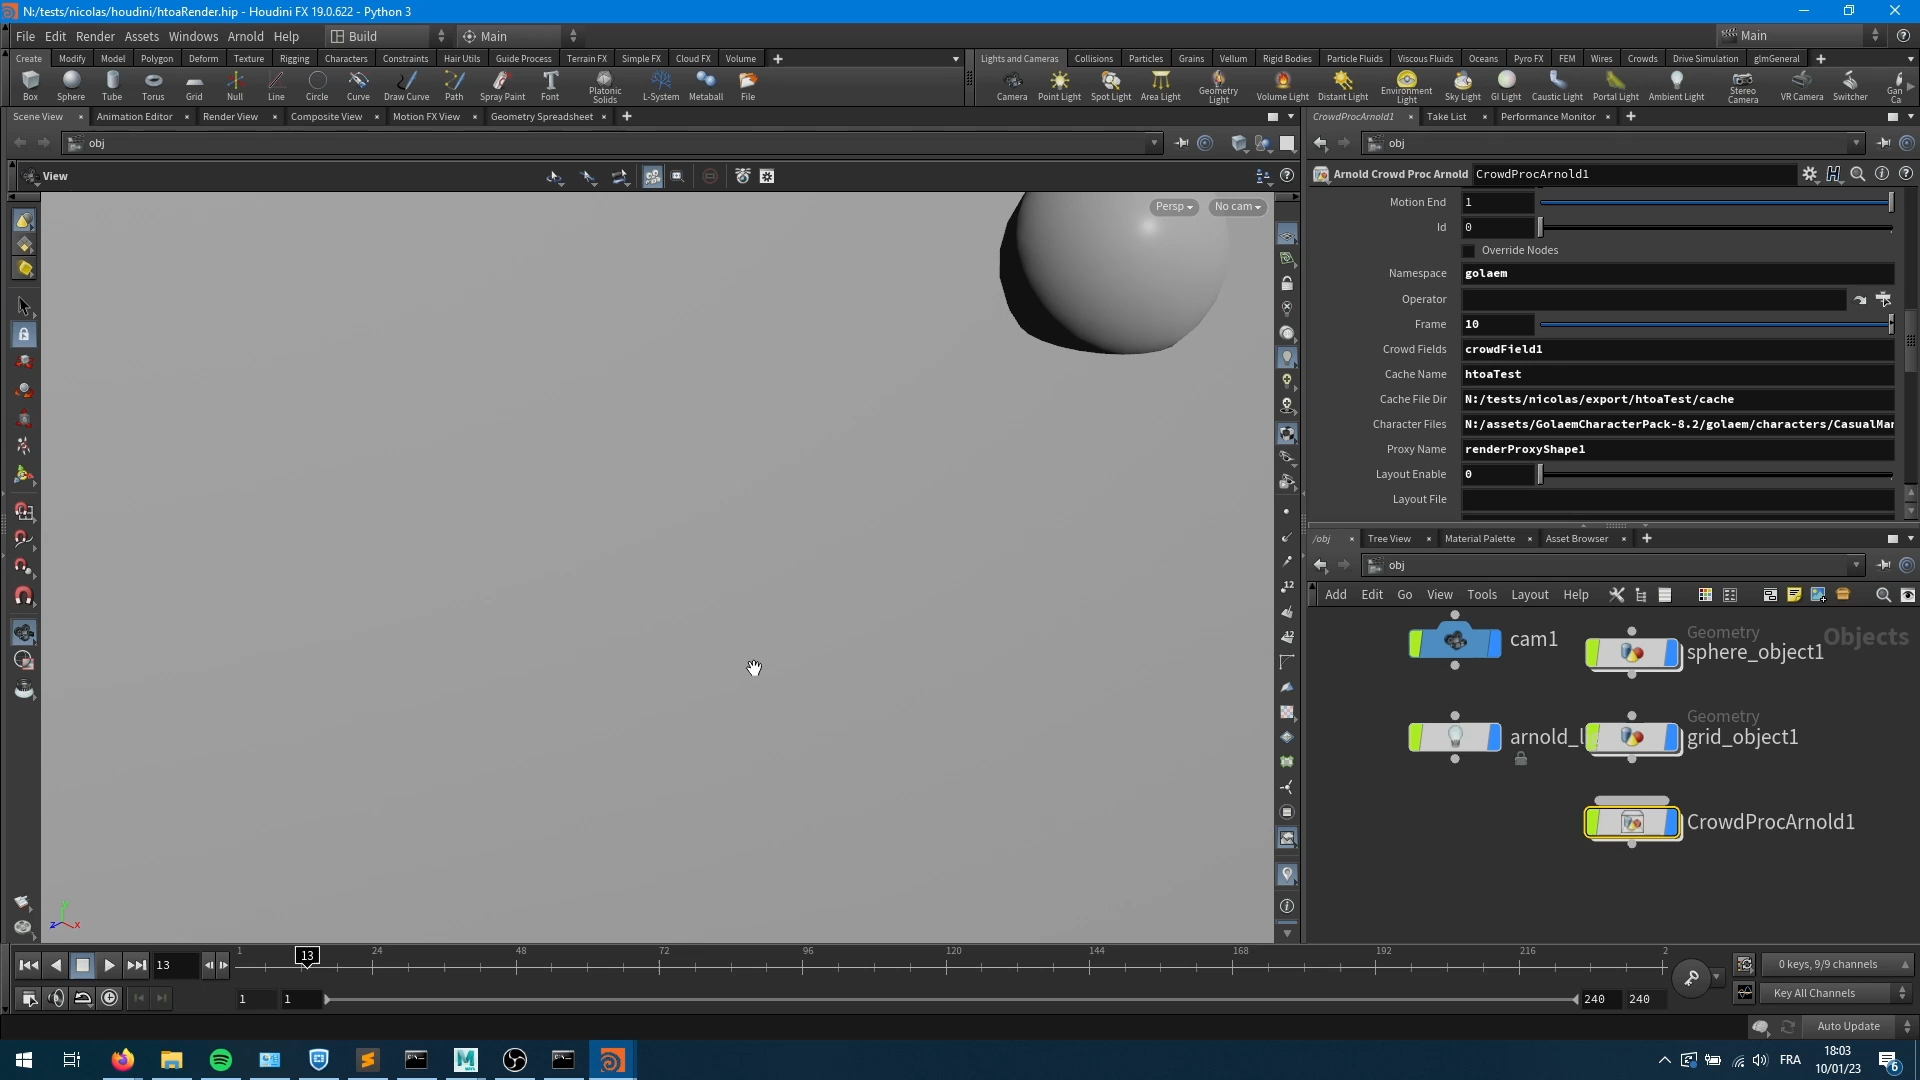 N:/tests/nicolas/houdini/htoaRender.hip - Houdini FX 19.0.622 - Python 3
File Edit Render Assets Windows Arnold Help Build Main Main
Create Modify Model Polygon Deform Texture Rigging Characters Constraints Hair Utils Guide Process Terrain FX Simple FX Cloud FX Volume
Lights and Cameras Collisions Particles Grains Vellum Rigid Bodies Particle Fluids Viscous Fluids Oceans Pyro FX FEM Wires Crowds Drive Simulation glmGeneral
Box Sphere Tube Torus Grid Null Line Circle Curve Draw Curve Path Spray Paint Font Platonic Solids L-System Metaball File
Camera Point Light Spot Light Area Light Geometry Light Volume Light Distant Light Environment Light Sky Light GI Light Caustic Light Portal Light Ambient Light Stereo Camera VR Camera Switcher Gan Ca
Scene View Animation Editor Render View Composite View Motion FX View Geometry Spreadsheet
CrowdProcArnold1 Take List Performance Monitor
obj
obj
View
Persp No cam
Arnold Crowd Proc Arnold CrowdProcArnold1
Motion End 1
Id 0
Override Nodes
Namespace golaem
Operator
Frame 10
Crowd Fields crowdField1
Cache Name htoaTest
Cache File Dir N:/tests/nicolas/export/htoaTest/cache
Character Files N:/assets/GolaemCharacterPack-8.2/golaem/characters/CasualMan
Proxy Name renderProxyShape1
Layout Enable 0
Layout File
/obj Tree View Material Palette Asset Browser
obj
Add Edit Go View Tools Layout Help
Objects
cam1
Geometry
sphere_object1
arnold_l
Geometry
grid_object1
CrowdProcArnold1
12
12
y
z x
13
1 24 48 72 96 120 144 168 192 216 2
13
0 keys, 9/9 channels
1 1 240 240
Key All Channels
Auto Update
FRA
18:03
10/01/23
6